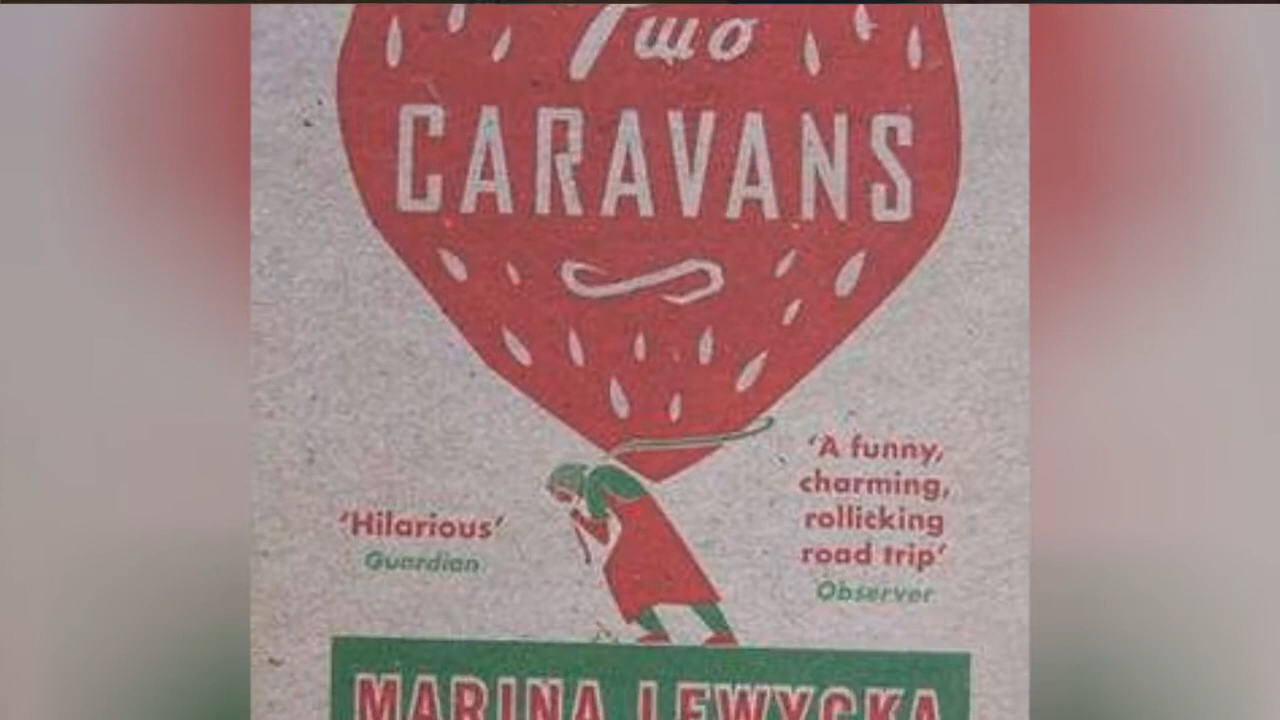 Two
CARAVANS
'Hilarious'
Guardian
'A funny,
charming,
rollicking
road trip'
Observer
MARINA LEWYCKA